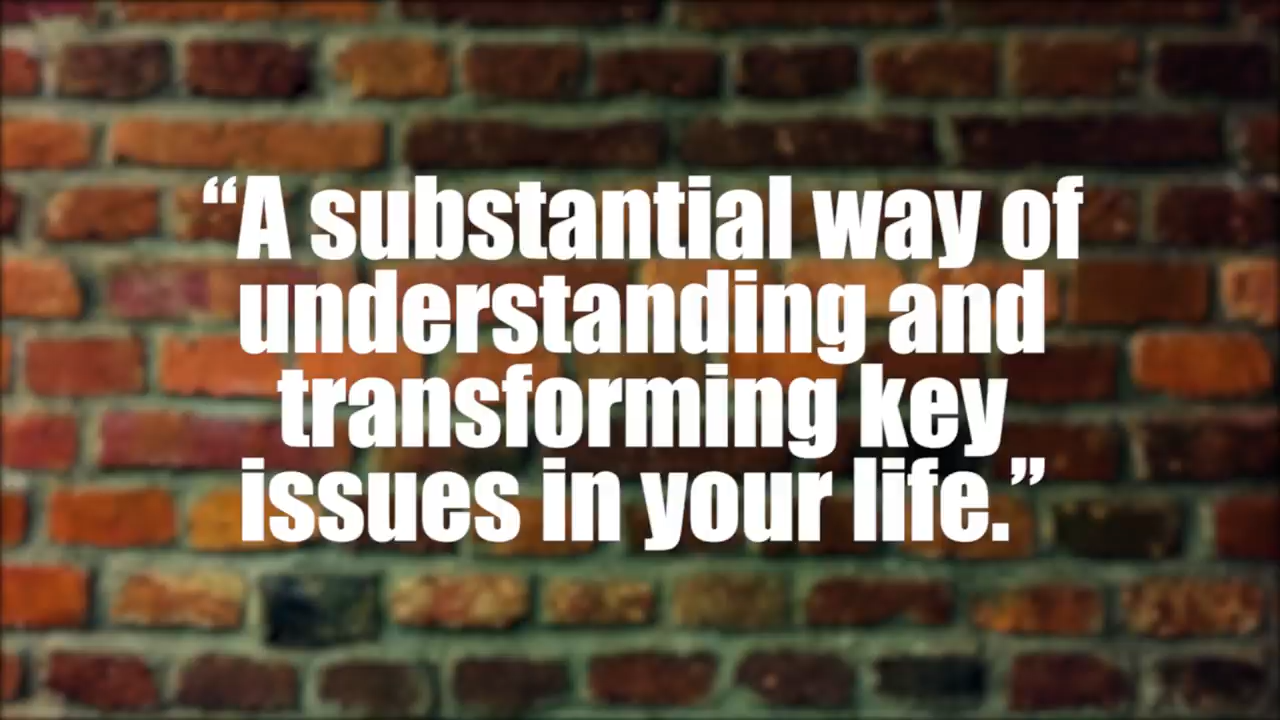 “A substantial way of
understanding and
transforming key
issues in your life.”